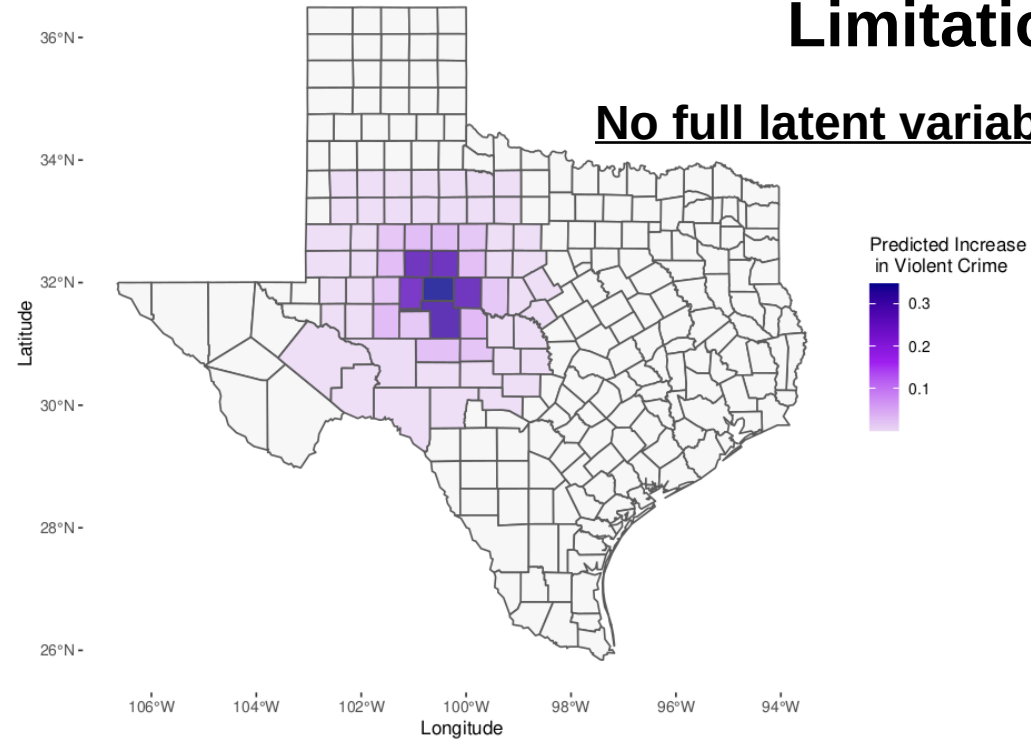 Limitatio
No full latent variab
36°N
34°N
32°N
30°N
28°N
26°N
Latitude
106°W 104°W 102°W 100°W 98°W 96°W 94°W
Longitude
Predicted Increase
in Violent Crime
0.3
0.2
0.1